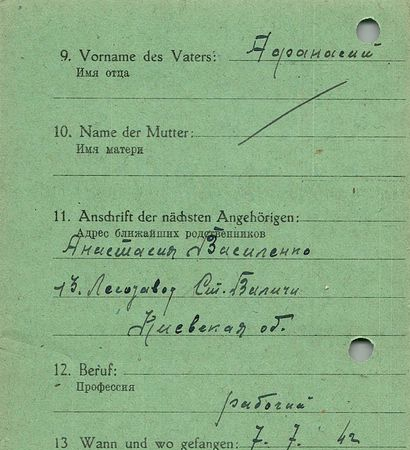 9. Vorname des Vaters: Афанасий
Имя отца
10. Name der Mutter:
Имя матери
11. Anschrift der nächsten Angehörigen:
Адрес ближайших родственников
Анастасия Василенко
13. Лесозавод Ст. Баличи
Киевская об.
12. Beruf:
Профессия
рабочий
13 Wann und wo gefangen: 7. 7. 42